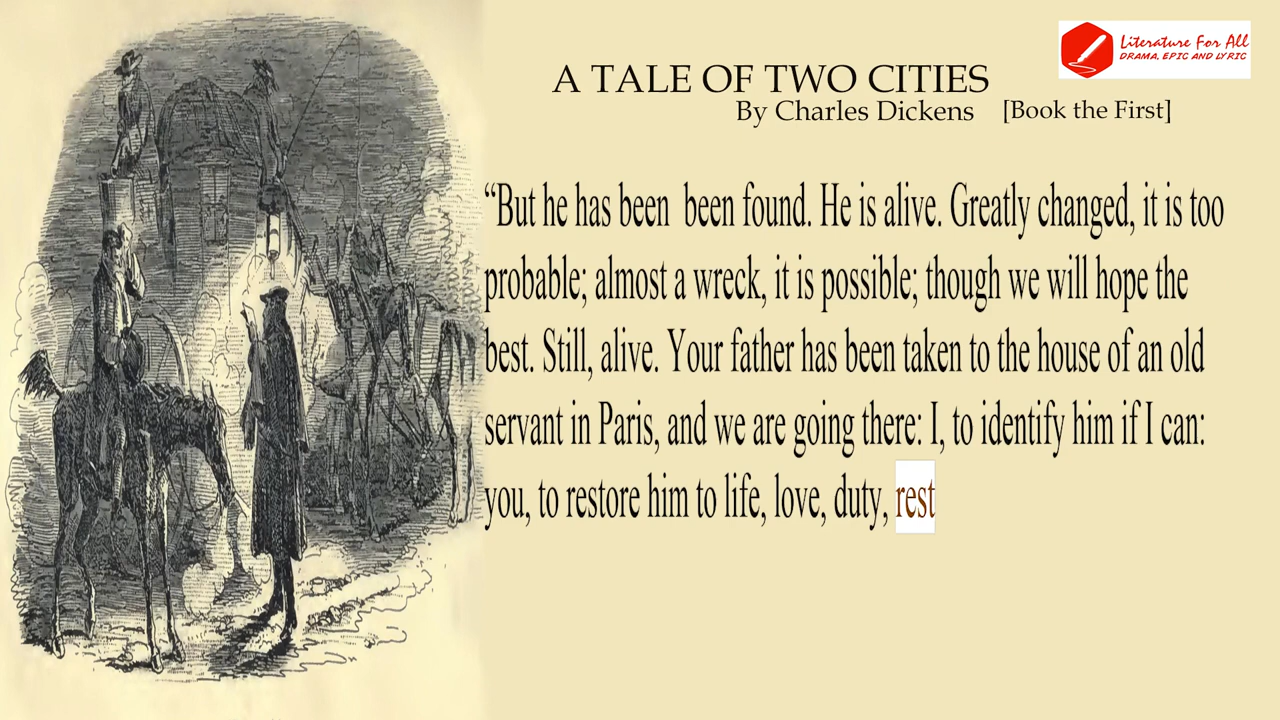 Literature For All
DRAMA, EPIC AND LYRIC
A TALE OF TWO CITIES
By Charles Dickens [Book the First]
“But he has been been found. He is alive. Greatly changed, it is too
probable; almost a wreck, it is possible; though we will hope the
best. Still, alive. Your father has been taken to the house of an old
servant in Paris, and we are going there: I, to identify him if I can:
you, to restore him to life, love, duty, rest